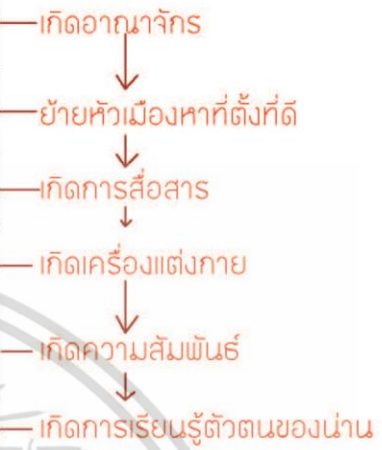 เกิดอาณาจักร
ย้ายหัวเมืองหาที่ตั้งที่ดี
เกิดการสื่อสาร
เกิดเครื่องแต่งกาย
เกิดความสัมพันธ์
เกิดการเรียนรู้ตัวตนของน่าน